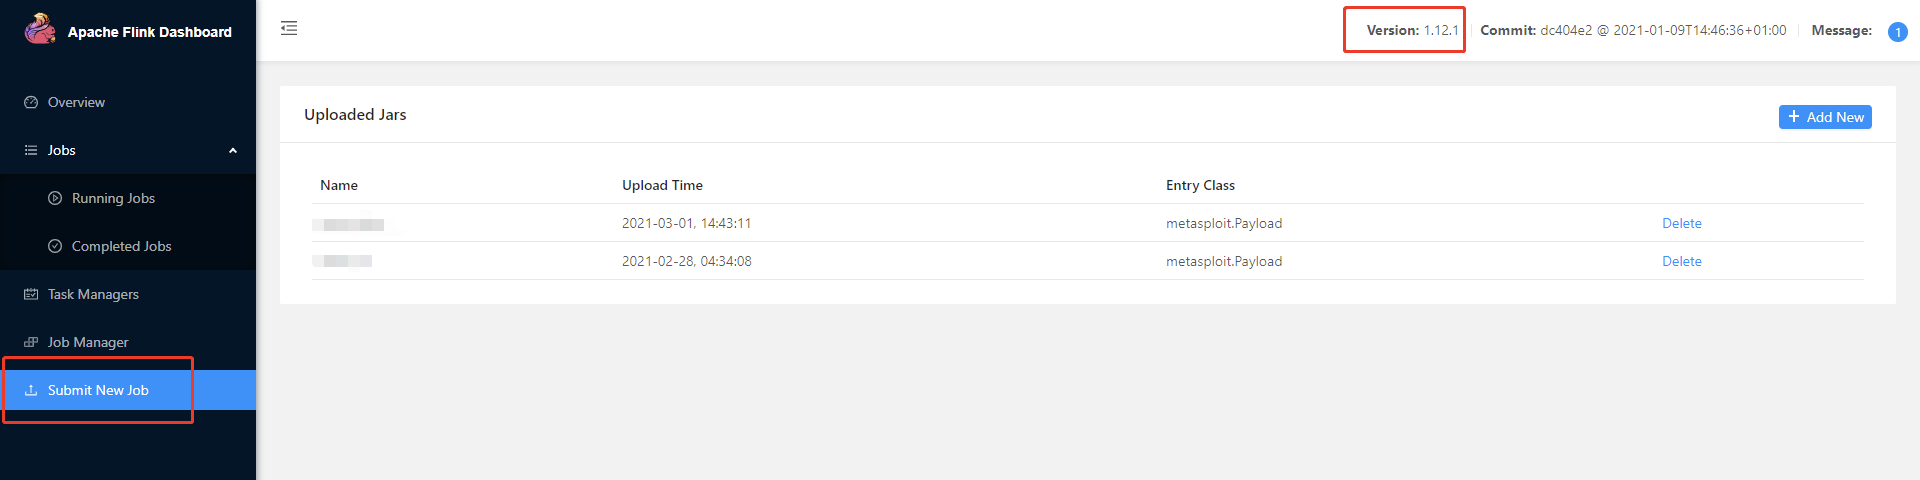 Apache Flink Dashboard
Version: 1.12.1 Commit: dc404e2 @ 2021-01-09T14:46:36+01:00 Message: 1
Overview
Jobs
Running Jobs
Completed Jobs
Task Managers
Job Manager
Submit New Job
Uploaded Jars
+ Add New
Name Upload Time Entry Class
2021-03-01, 14:43:11 metasploit.Payload Delete
2021-02-28, 04:34:08 metasploit.Payload Delete